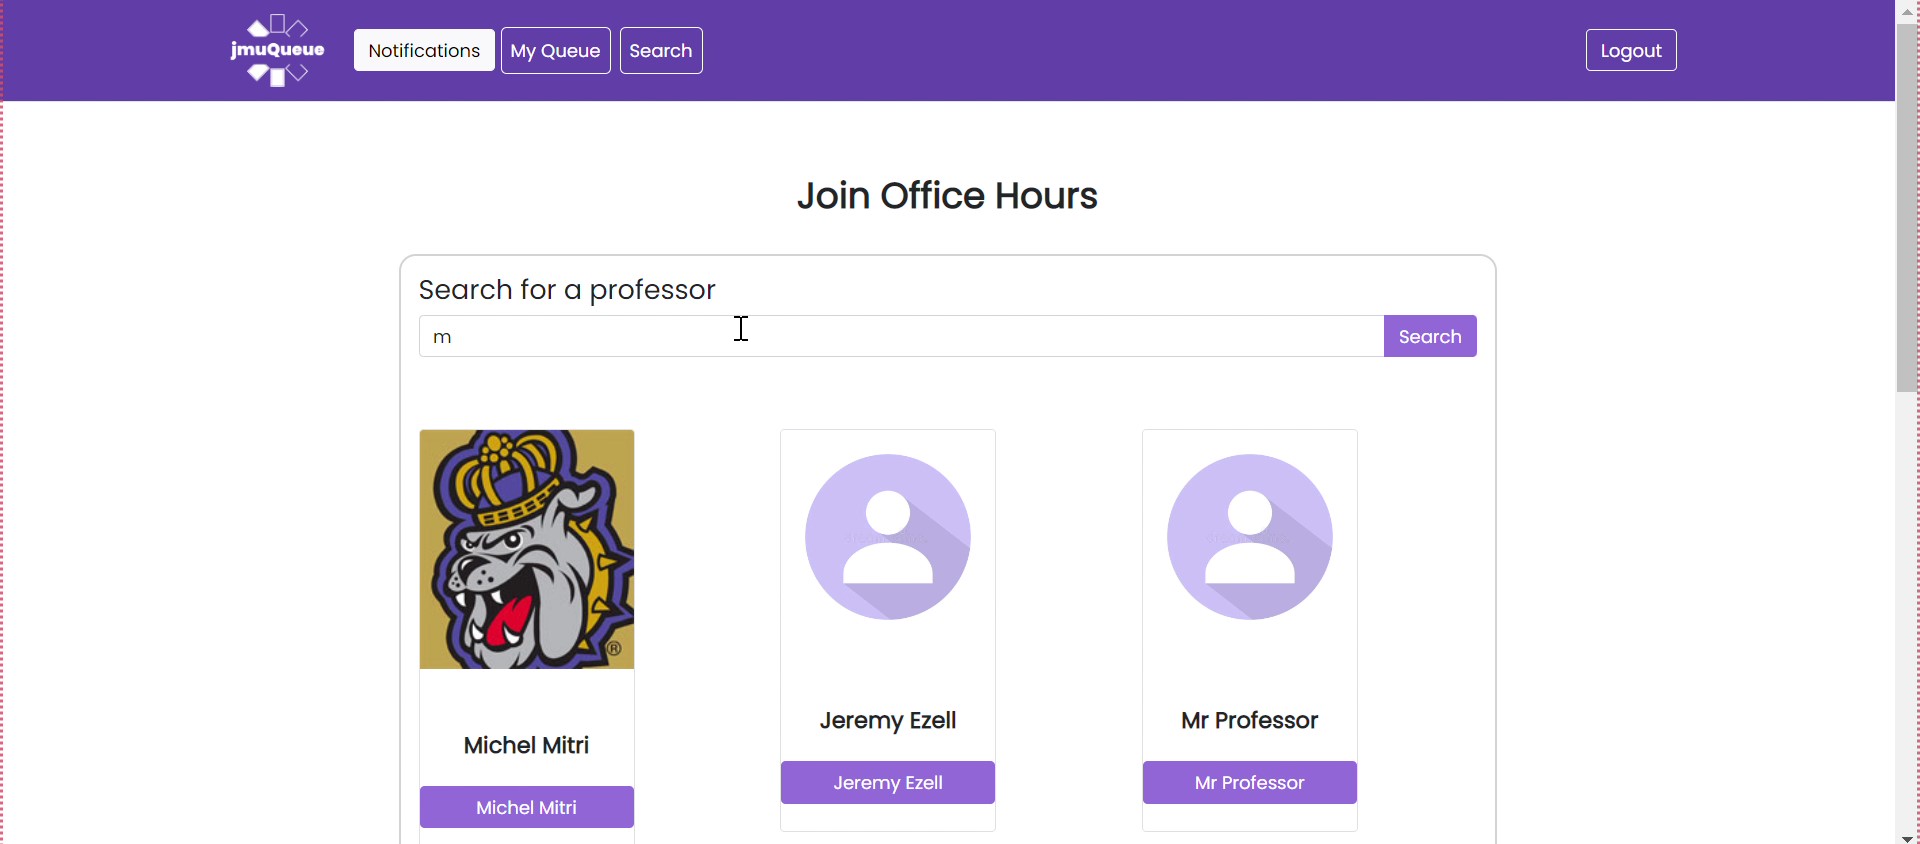 jmuQueue
Notifications
My Queue
Search
Logout
Join Office Hours
Search for a professor
m
Search
®
Michel Mitri
Michel Mitri
Jeremy Ezell
Jeremy Ezell
Mr Professor
Mr Professor